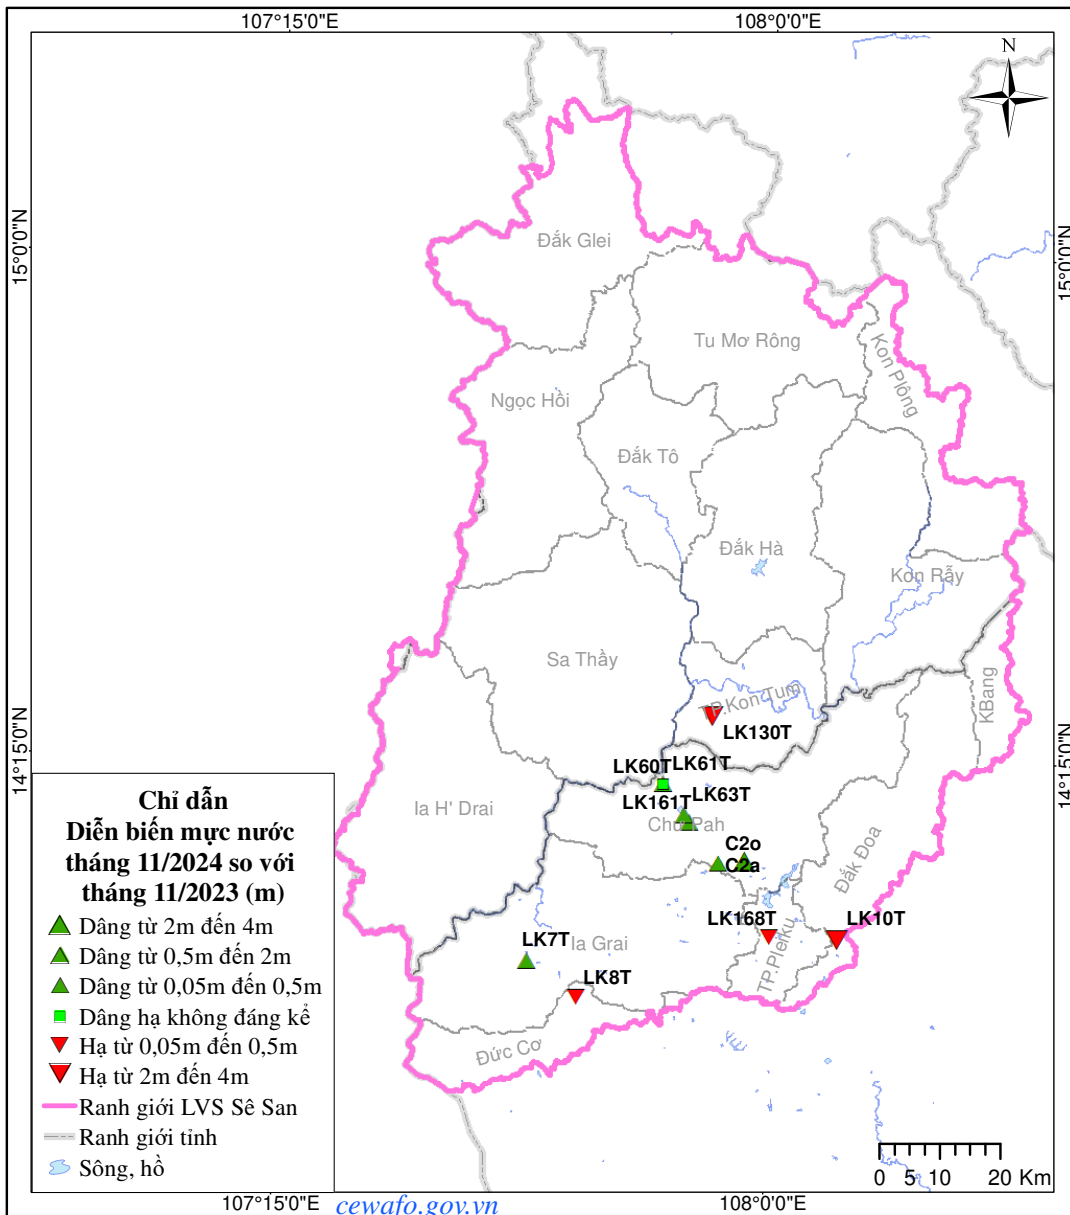 107°15'0"E
108°0'0"E
N
15°0'0"N
15°0'0"N
Đắk Glei
Tu Mơ Rông
Kon Plông
Ngọc Hồi
Đắk Tô
Đắk Hà
Kon Rẫy
Sa Thầy
KBang
TP.Kon Tum
LK130T
14°15'0"N
14°15'0"N
LK60T
LK61T
LK161T
LK63T
Ia H' Drai
Chư Pah
C2o
C2a
Đắk Đoa
LK168T
LK10T
LK7T
Ia Grai
TP.Pleiku
LK8T
Đức Cơ
Chỉ dẫn
Diễn biến mực nước
tháng 11/2024 so với
tháng 11/2023 (m)
Dâng từ 2m đến 4m
Dâng từ 0,5m đến 2m
Dâng từ 0,05m đến 0,5m
Dâng hạ không đáng kể
Hạ từ 0,05m đến 0,5m
Hạ từ 2m đến 4m
Ranh giới LVS Sê San
Ranh giới tỉnh
Sông, hồ
0 5 10 20 Km
107°15'0"E
108°0'0"E
cewafo.gov.vn